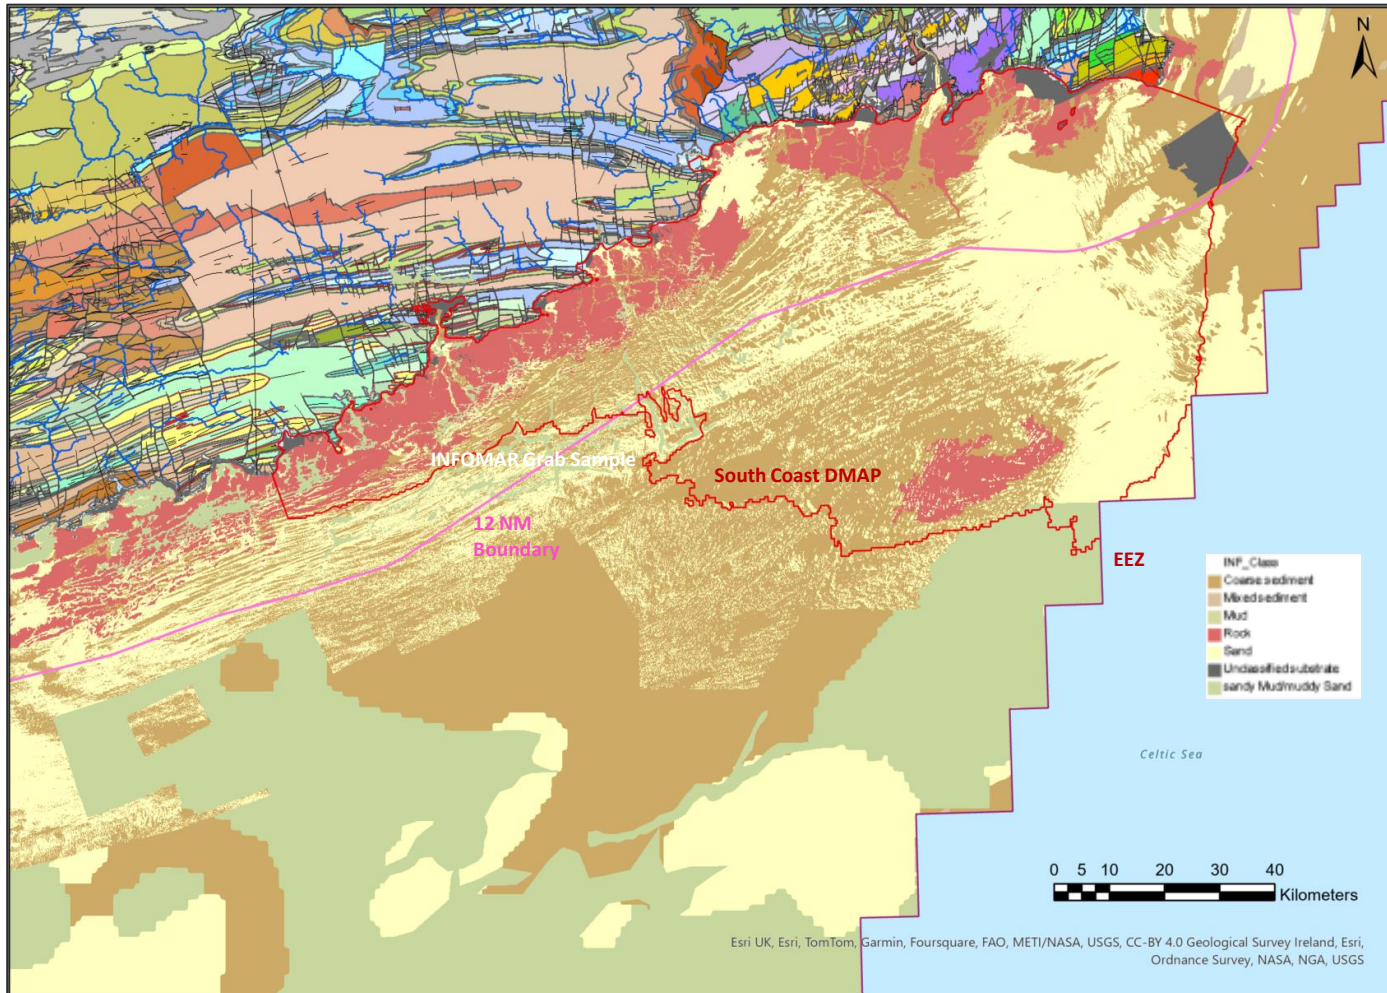 N
INFOMAR Grab Sample
South Coast DMAP
12 NM
Boundary
EEZ
INF_Class
Coarse sediment
Mixed sediment
Mud
Rock
Sand
Unclassified substrate
sandy Mud/muddy Sand
Celtic Sea
0 5 10 20 30 40
Kilometers
Esri UK, Esri, TomTom, Garmin, Foursquare, FAO, METI/NASA, USGS, CC-BY 4.0 Geological Survey Ireland, Esri,
Ordnance Survey, NASA, NGA, USGS